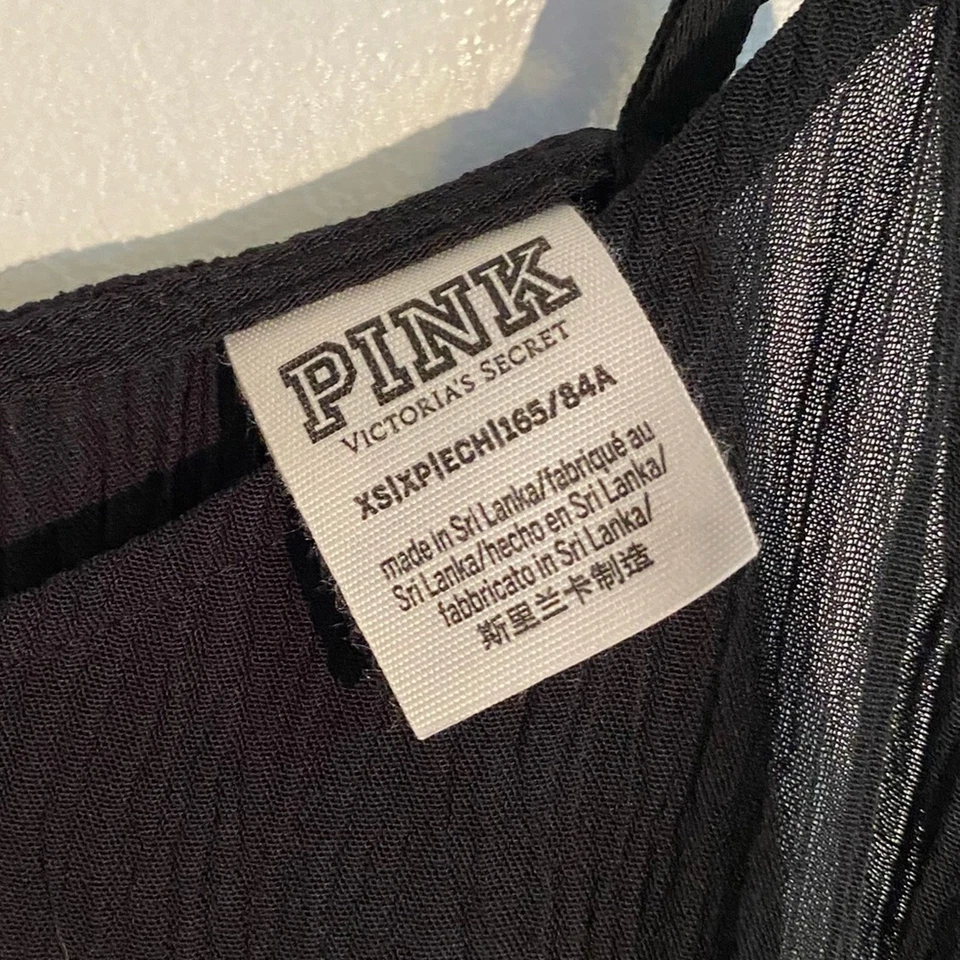 PINK
VICTORIA'S SECRET
XS|XP|ECH|165/84A
made in Sri Lanka/fabriqué au
Sri Lanka/hecho en Sri Lanka/
fabbricato in Sri Lanka/
斯里兰卡制造